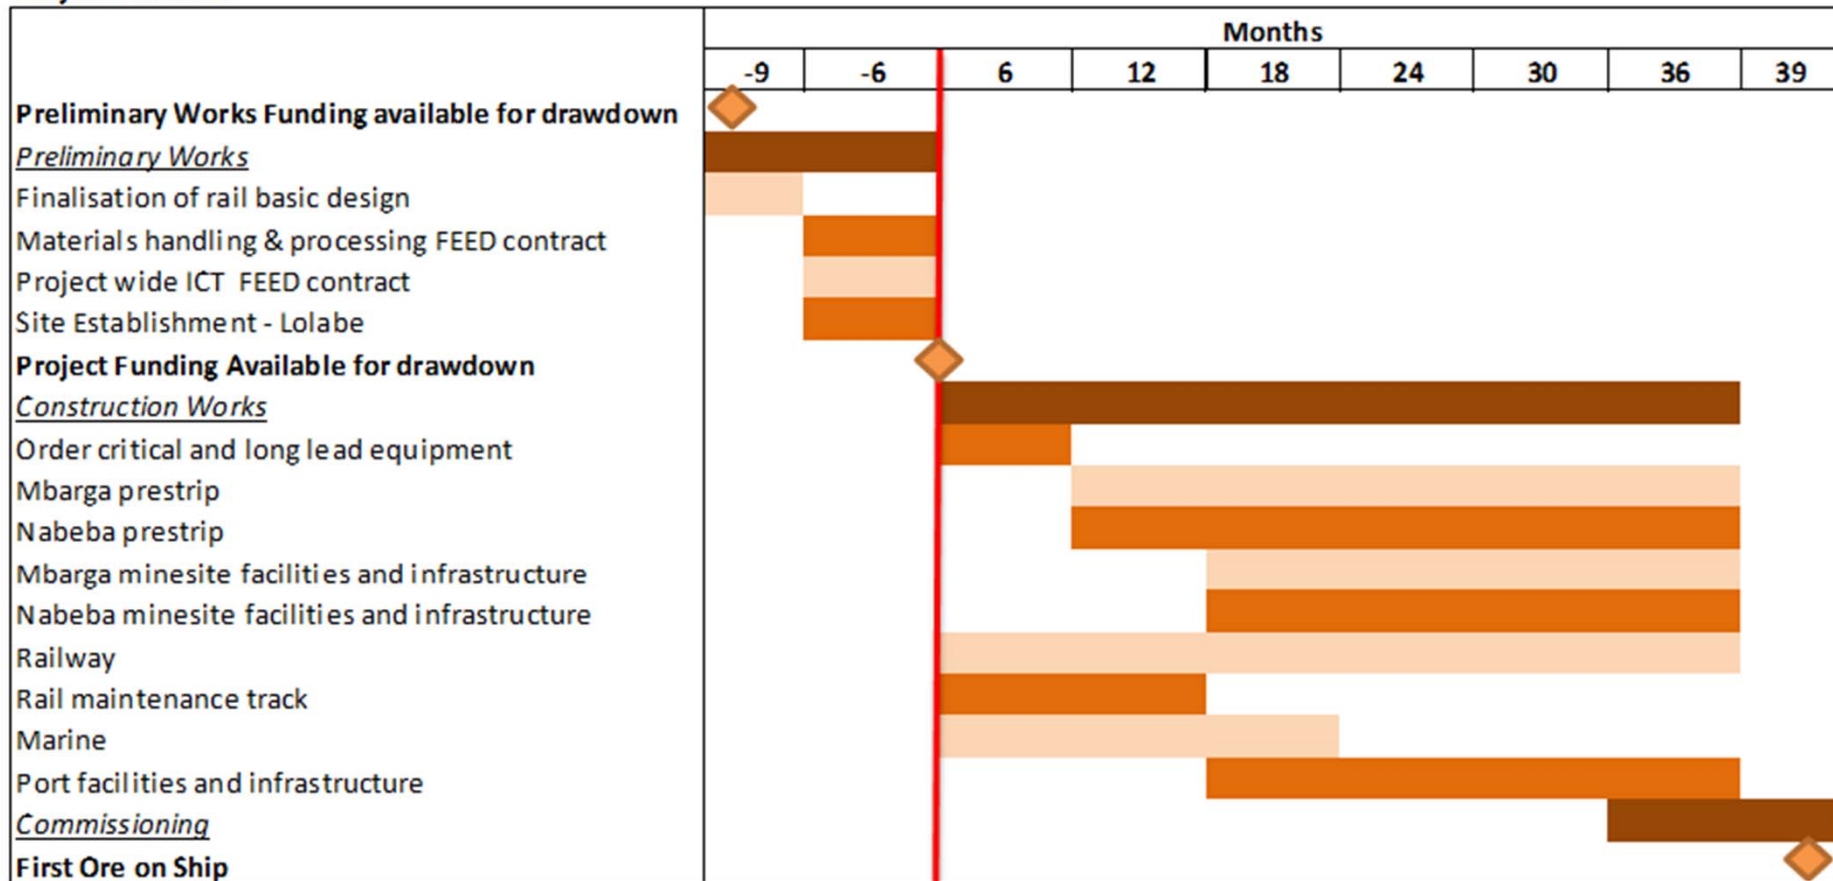 Months
-9 -6 6 12 18 24 30 36 39
Preliminary Works Funding available for drawdown
Preliminary Works
Finalisation of rail basic design
Materials handling & processing FEED contract
Project wide ICT FEED contract
Site Establishment - Lolabe
Project Funding Available for drawdown
Construction Works
Order critical and long lead equipment
Mbarga prestrip
Nabeba prestrip
Mbarga minesite facilities and infrastructure
Nabeba minesite facilities and infrastructure
Railway
Rail maintenance track
Marine
Port facilities and infrastructure
Commissioning
First Ore on Ship